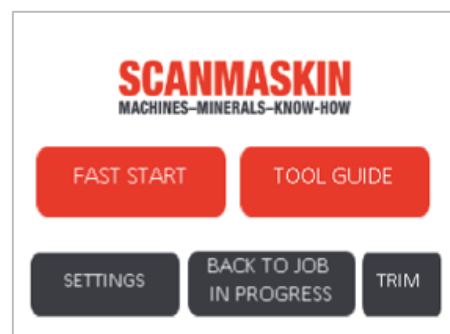 SCANMASKIN
MACHINES–MINERALS–KNOW-HOW
FAST START
TOOL GUIDE
SETTINGS
BACK TO JOB
IN PROGRESS
TRIM